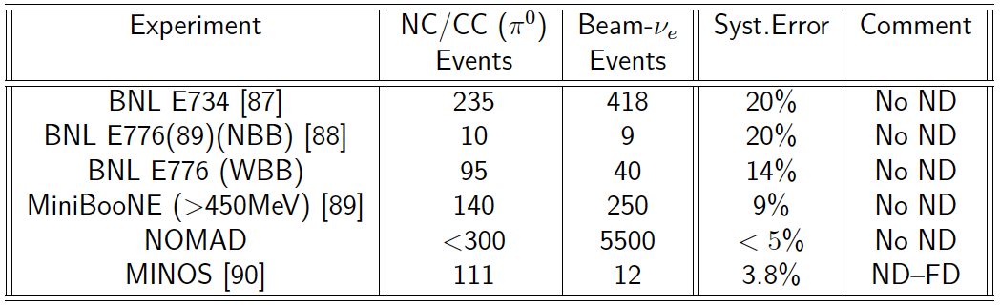 Experiment NC/CC (π⁰) Beam-νₑ Syst.Error Comment
Events Events
BNL E734 [87] 235 418 20% No ND
BNL E776(89)(NBB) [88] 10 9 20% No ND
BNL E776 (WBB) 95 40 14% No ND
MiniBooNE (>450MeV) [89] 140 250 9% No ND
NOMAD <300 5500 < 5% No ND
MINOS [90] 111 12 3.8% ND–FD